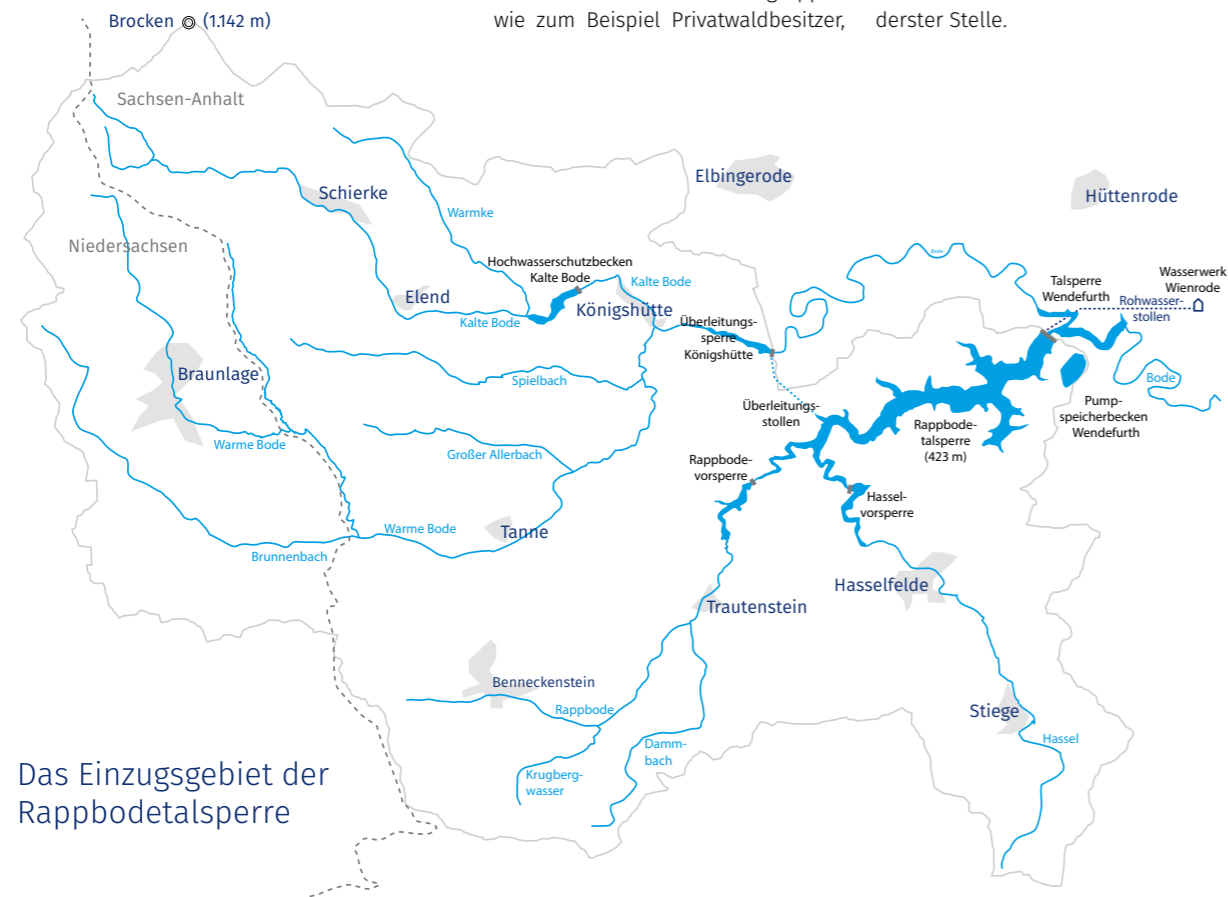 wie zum Beispiel Privatwaldbesitzer,
derster Stelle.
Brocken (1.142 m)
Sachsen-Anhalt
Elbingerode
Schierke
Hüttenrode
Warmke
Niedersachsen
Bode
Hochwasserschutzbecken
Kalte Bode
Kalte Bode
Talsperre
Wendefurth
Wasserwerk
Wienrode
Rohwasser-
stollen
Elend
Königshütte
Kalte Bode
Überleitungs-
sperre
Königshütte
Braunlage
Spielbach
Bode
Überleitungs-
stollen
Pump-
speicherbecken
Wendefurth
Rappbode-
talsperre
(423 m)
Warme Bode
Großer Allerbach
Rappbode-
vorsperre
Hassel-
vorsperre
Warme Bode
Tanne
Brunnenbach
Hasselfelde
Trautenstein
Benneckenstein
Rappbode
Stiege
Hassel
Damm-
bach
Krugberg-
wasser
Das Einzugsgebiet der
Rappbodetalsperre